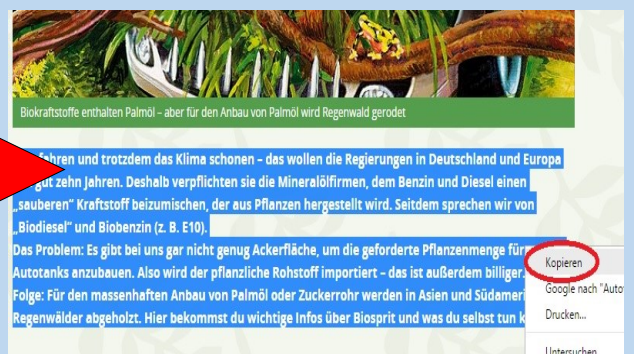 Biokraftstoffe enthalten Palmöl – aber für den Anbau von Palmöl wird Regenwald gerodet
fahren und trotzdem das Klima schonen – das wollen die Regierungen in Deutschland und Europa
gut zehn Jahren. Deshalb verpflichten sie die Mineralölfirmen, dem Benzin und Diesel einen
„sauberen“ Kraftstoff beizumischen, der aus Pflanzen hergestellt wird. Seitdem sprechen wir von
„Biodiesel“ und Biobenzin (z. B. E10).
Das Problem: Es gibt bei uns gar nicht genug Ackerfläche, um die geforderte Pflanzenmenge für
Autotanks anzubauen. Also wird der pflanzliche Rohstoff importiert – das ist außerdem billiger.
Folge: Für den massenhaften Anbau von Palmöl oder Zuckerrohr werden in Asien und
Regenwälder abgeholzt. Hier bekommst du wichtige Infos über Biosprit und was du selbst tun
Kopieren
Google nach
Drucken...
Untersuchen